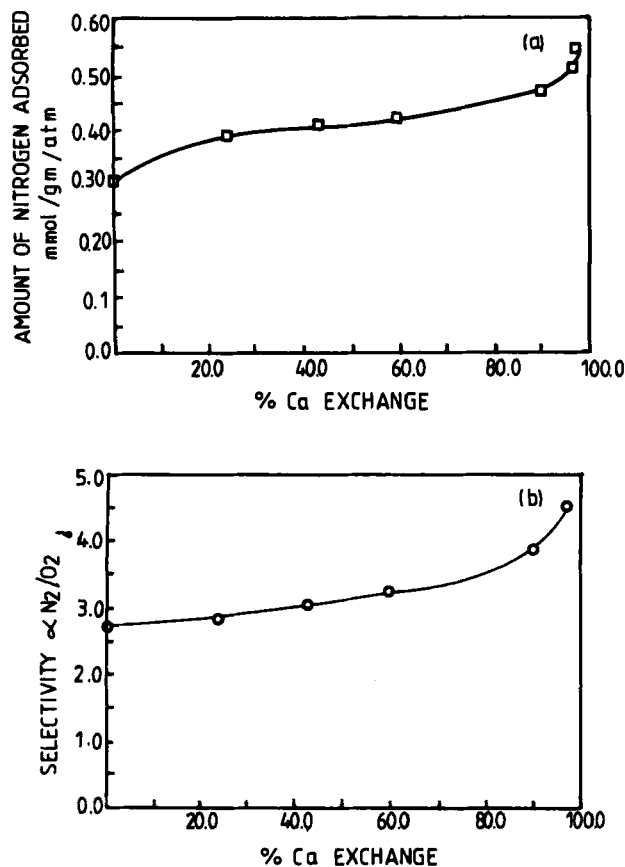 AMOUNT OF NITROGEN ADSORBED
mmol/gm/atm
0.60
0.50
0.40
0.30
0.20
0.1
0.0
(a)
20.0 40.0 60.0 80.0 100.0
% Ca EXCHANGE
SELECTIVITY ∝ N2/O2
5.0
4.0
3.0
2.0
1.0
0.0
(b)
20.0 40.0 60.0 80.0 100.0
% Ca EXCHANGE